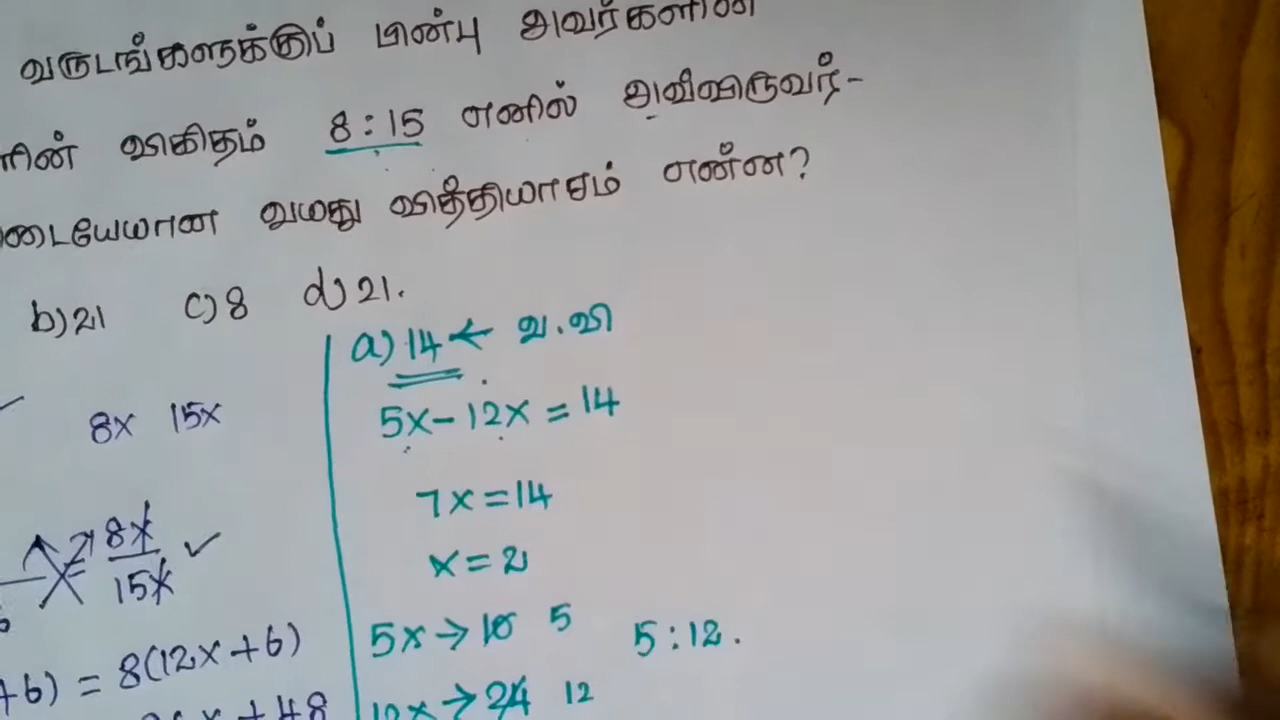 வருடங்களுக்குப் பின்பு அவர்களின்
ளின் விகிதம் 8 : 15 எனில் அவ்விருவர்-
டையேயான வயது வித்தியாசம் என்ன?
b) 21 c) 8 d) 21.
a) 14 ← வ.வி
8x 15x
5x - 12x = 14
7x = 14
x = 2
= 8x/15x ✓
5x → 10 5
5 : 12.
+6) = 8(12x+6)
12x → 24 12
x + 48